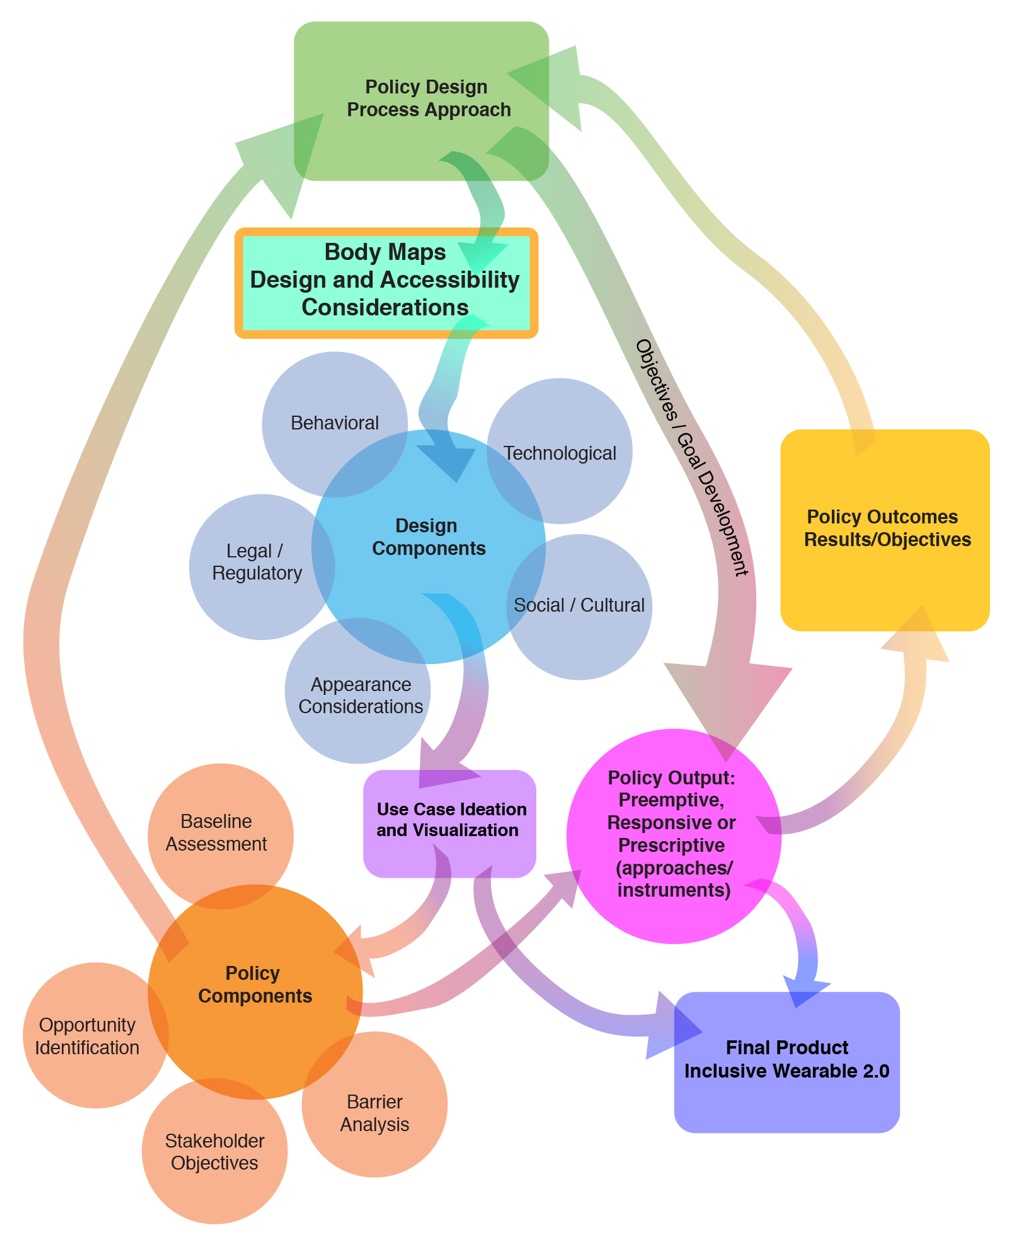 Policy Design
Process Approach
Body Maps
Design and Accessibility
Considerations
Behavioral
Technological
Objectives / Goal Development
Design
Components
Legal /
Regulatory
Social / Cultural
Appearance
Considerations
Policy Outcomes
Results/Objectives
Use Case Ideation
and Visualization
Policy Output:
Preemptive,
Responsive or
Prescriptive
(approaches/
instruments)
Baseline
Assessment
Policy
Components
Opportunity
Identification
Barrier
Analysis
Stakeholder
Objectives
Final Product
Inclusive Wearable 2.0